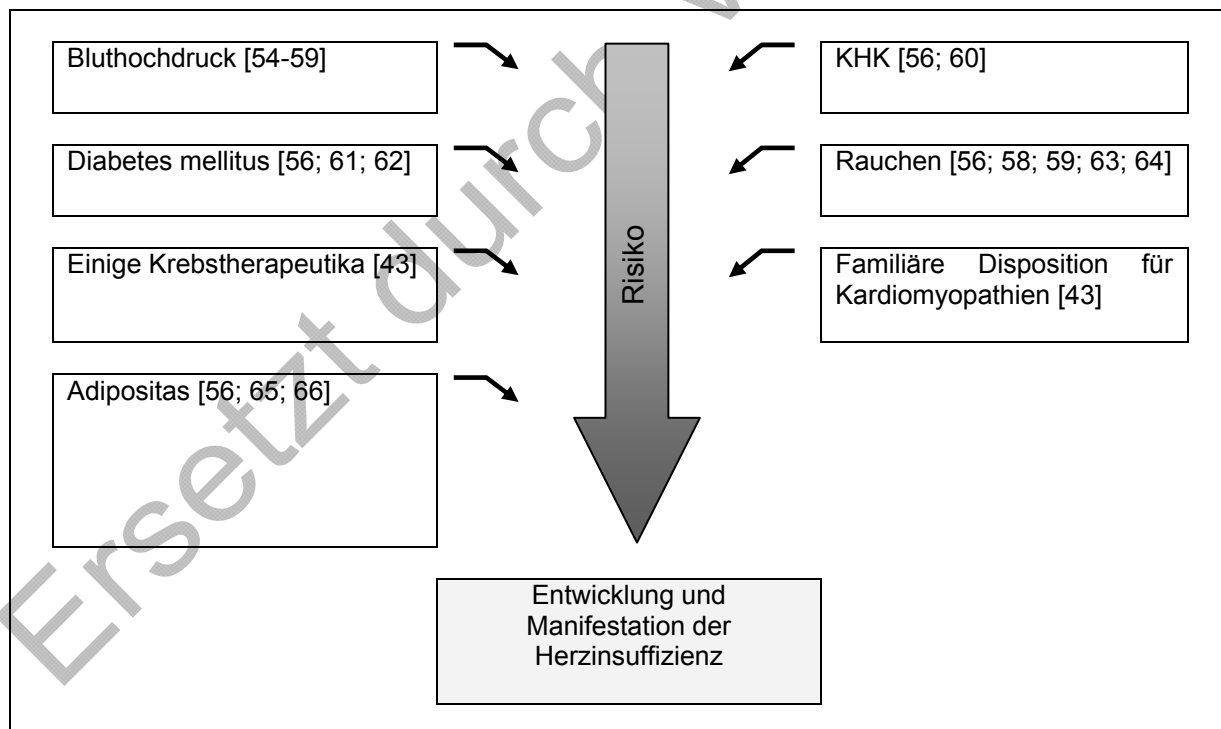 Bluthochdruck [54-59]
KHK [56; 60]
Diabetes mellitus [56; 61; 62]
Rauchen [56; 58; 59; 63; 64]
Einige Krebstherapeutika [43]
Familiäre Disposition für
Kardiomyopathien [43]
Adipositas [56; 65; 66]
Risiko
Entwicklung und
Manifestation der
Herzinsuffizienz
Ersetzt durch